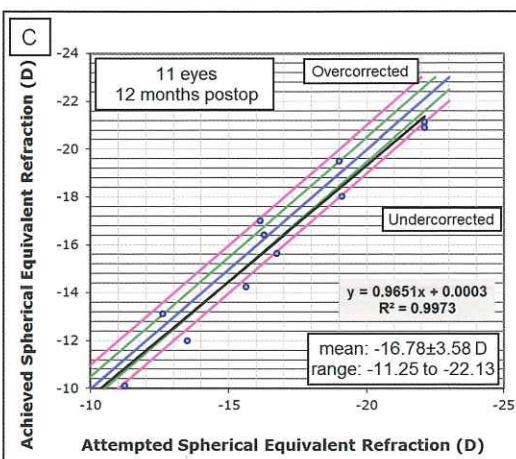 C
Achieved Spherical Equivalent Refraction (D)
-24
-22
-20
-18
-16
-14
-12
-10
11 eyes
12 months postop
Overcorrected
Undercorrected
y = 0.9651x + 0.0003
R² = 0.9973
mean: -16.78±3.58 D
range: -11.25 to -22.13
-10
-15
-20
-25
Attempted Spherical Equivalent Refraction (D)